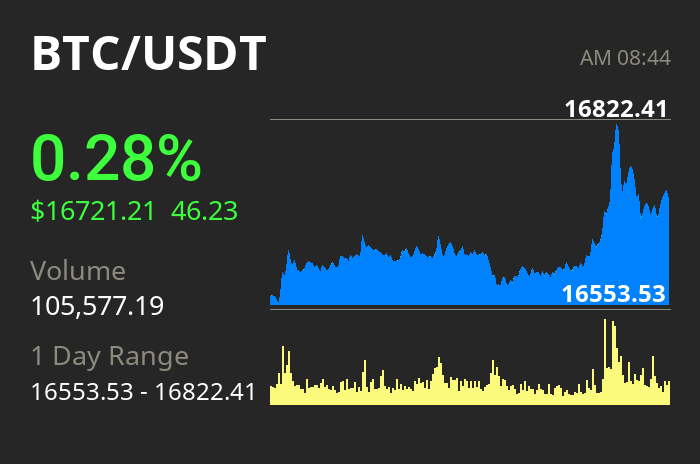 BTC/USDT
AM 08:44
16822.41
0.28%
$16721.21 46.23
Volume
105,577.19
16553.53
1 Day Range
16553.53 - 16822.41